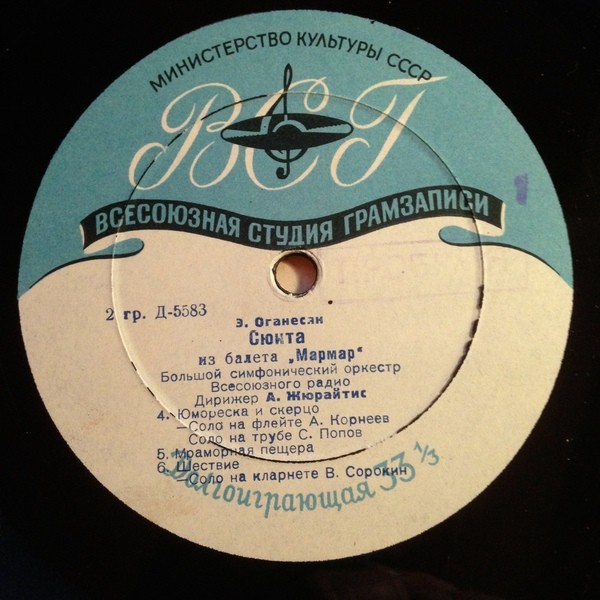 МИНИСТЕРСТВО КУЛЬТУРЫ СССР
ВСГ
ВСЕСОЮЗНАЯ СТУДИЯ ГРАМЗАПИСИ
1
2 гр. Д-5583
Э. Оганесян
Сюита
из балета „Мармар"
Большой симфонический оркестр
Всесоюзного радио
Дирижер А. Жюрайтис
4. Юмореска и скерцо
—Соло на флейте А. Корнеев
Соло на трубе С. Попов
5. Мраморная пещера
6. Шествие
—Соло на кларнете В. Сорокин
Долгоиграющая 33 ⅓